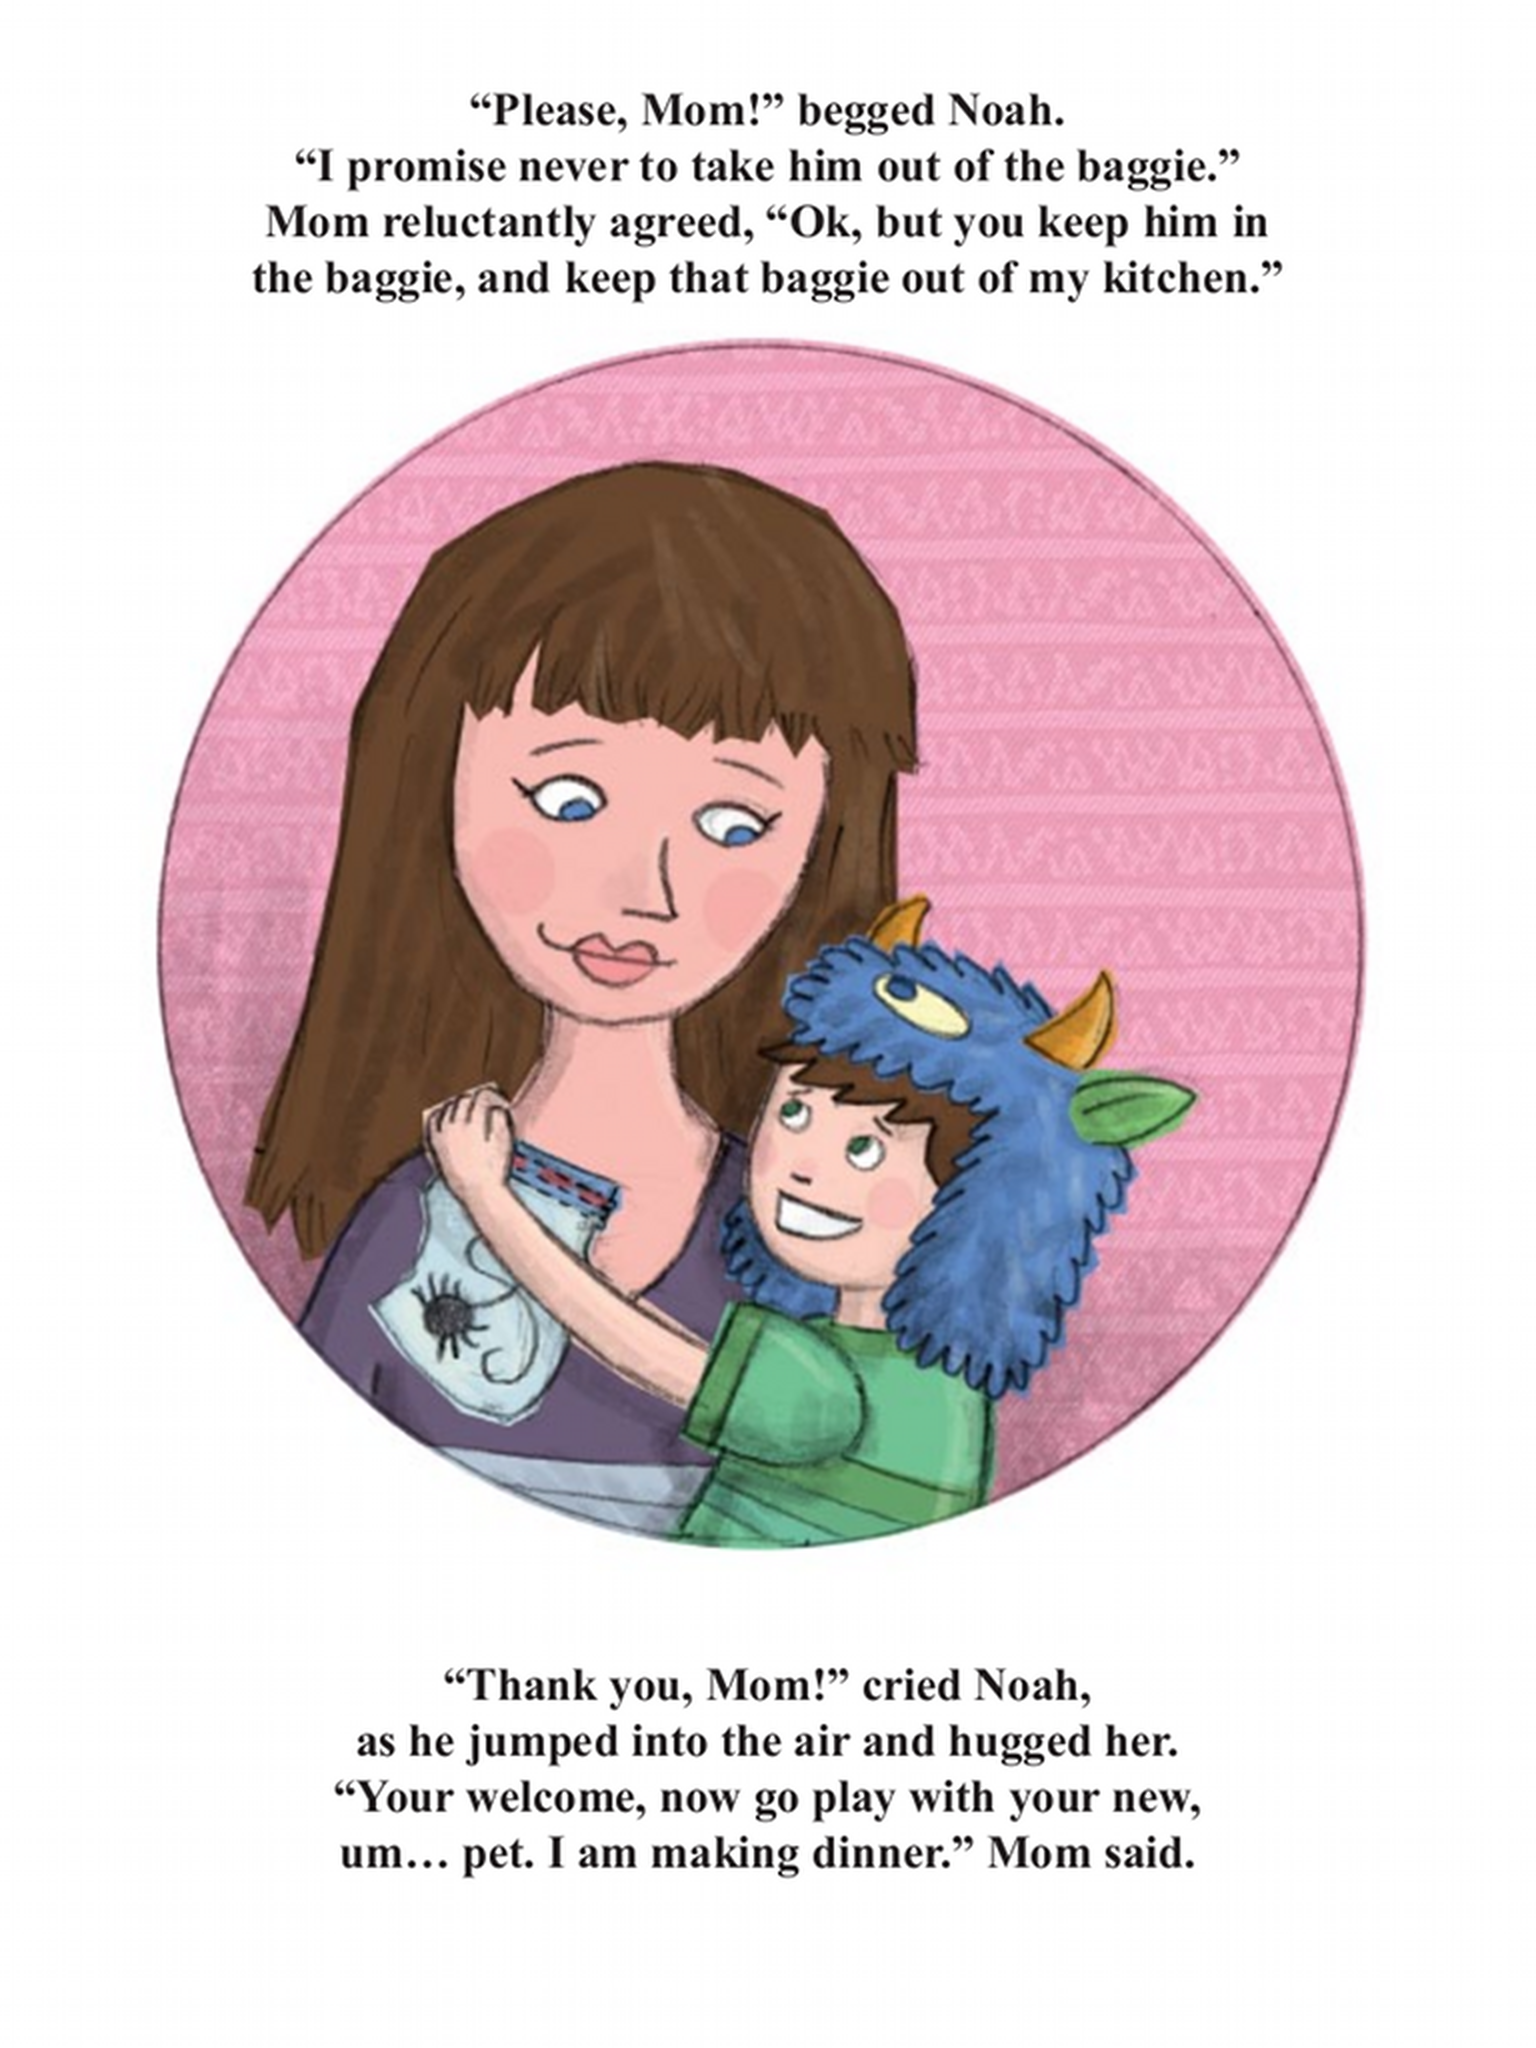 “Please, Mom!” begged Noah.
“I promise never to take him out of the baggie.”
Mom reluctantly agreed, “Ok, but you keep him in
the baggie, and keep that baggie out of my kitchen.”
“Thank you, Mom!” cried Noah,
as he jumped into the air and hugged her.
“Your welcome, now go play with your new,
um… pet. I am making dinner.” Mom said.